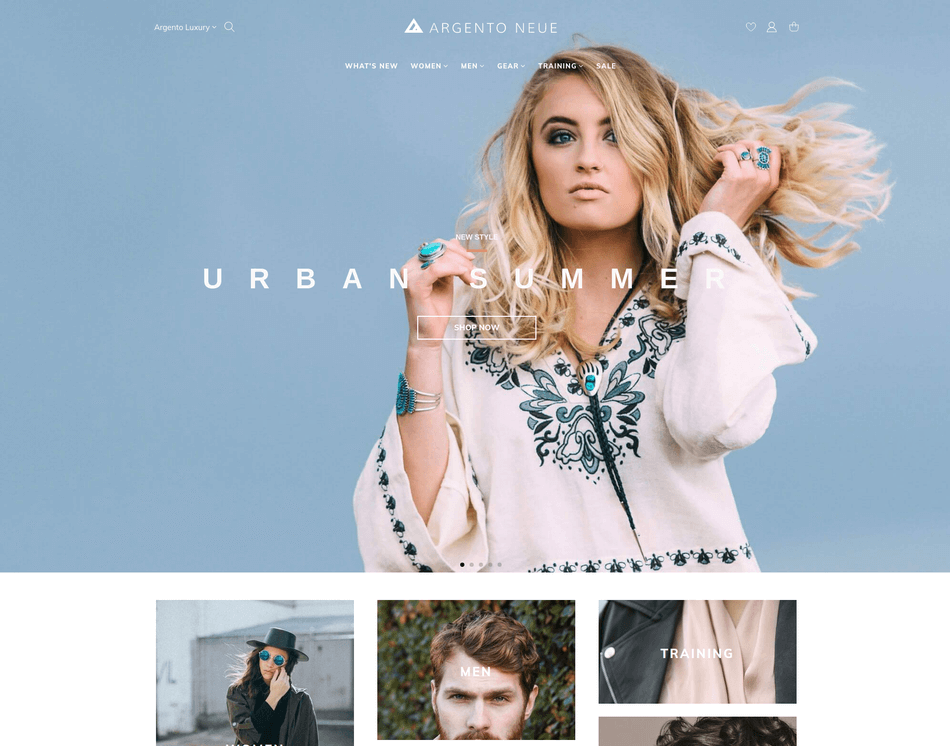 Argento Luxury
ARGENTO NEUE
WHAT'S NEW WOMEN MEN GEAR TRAINING SALE
NEW STYLE
URBAN SUMMER
SHOP NOW
MEN
TRAINING
WOMEN